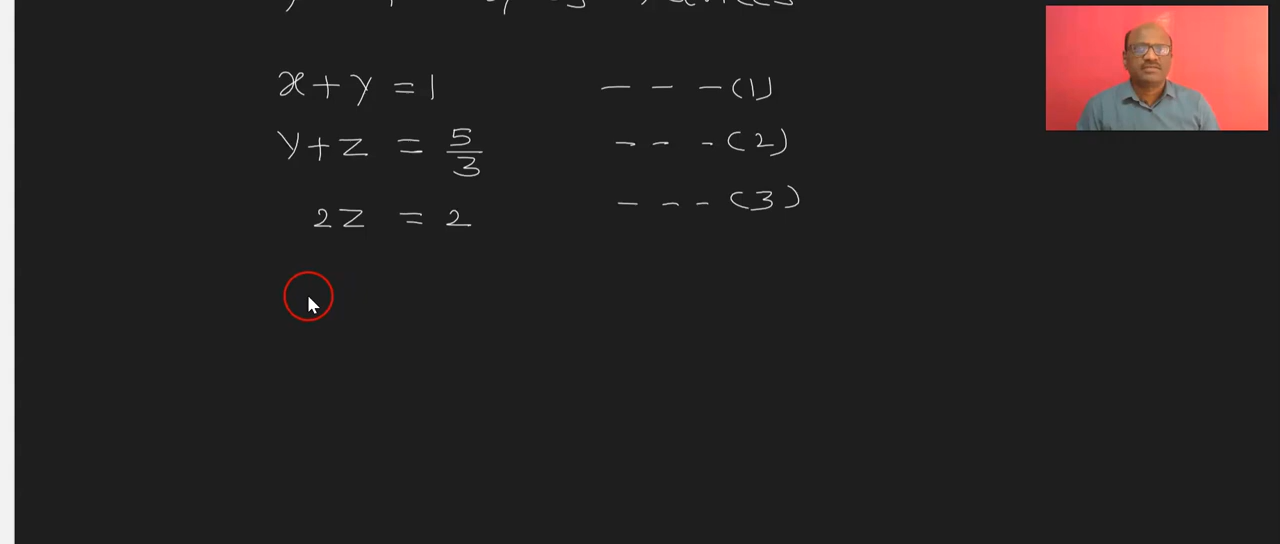 x + y = 1 - - - (1)
y + z = 5/3 - - - (2)
2z = 2 - - - (3)